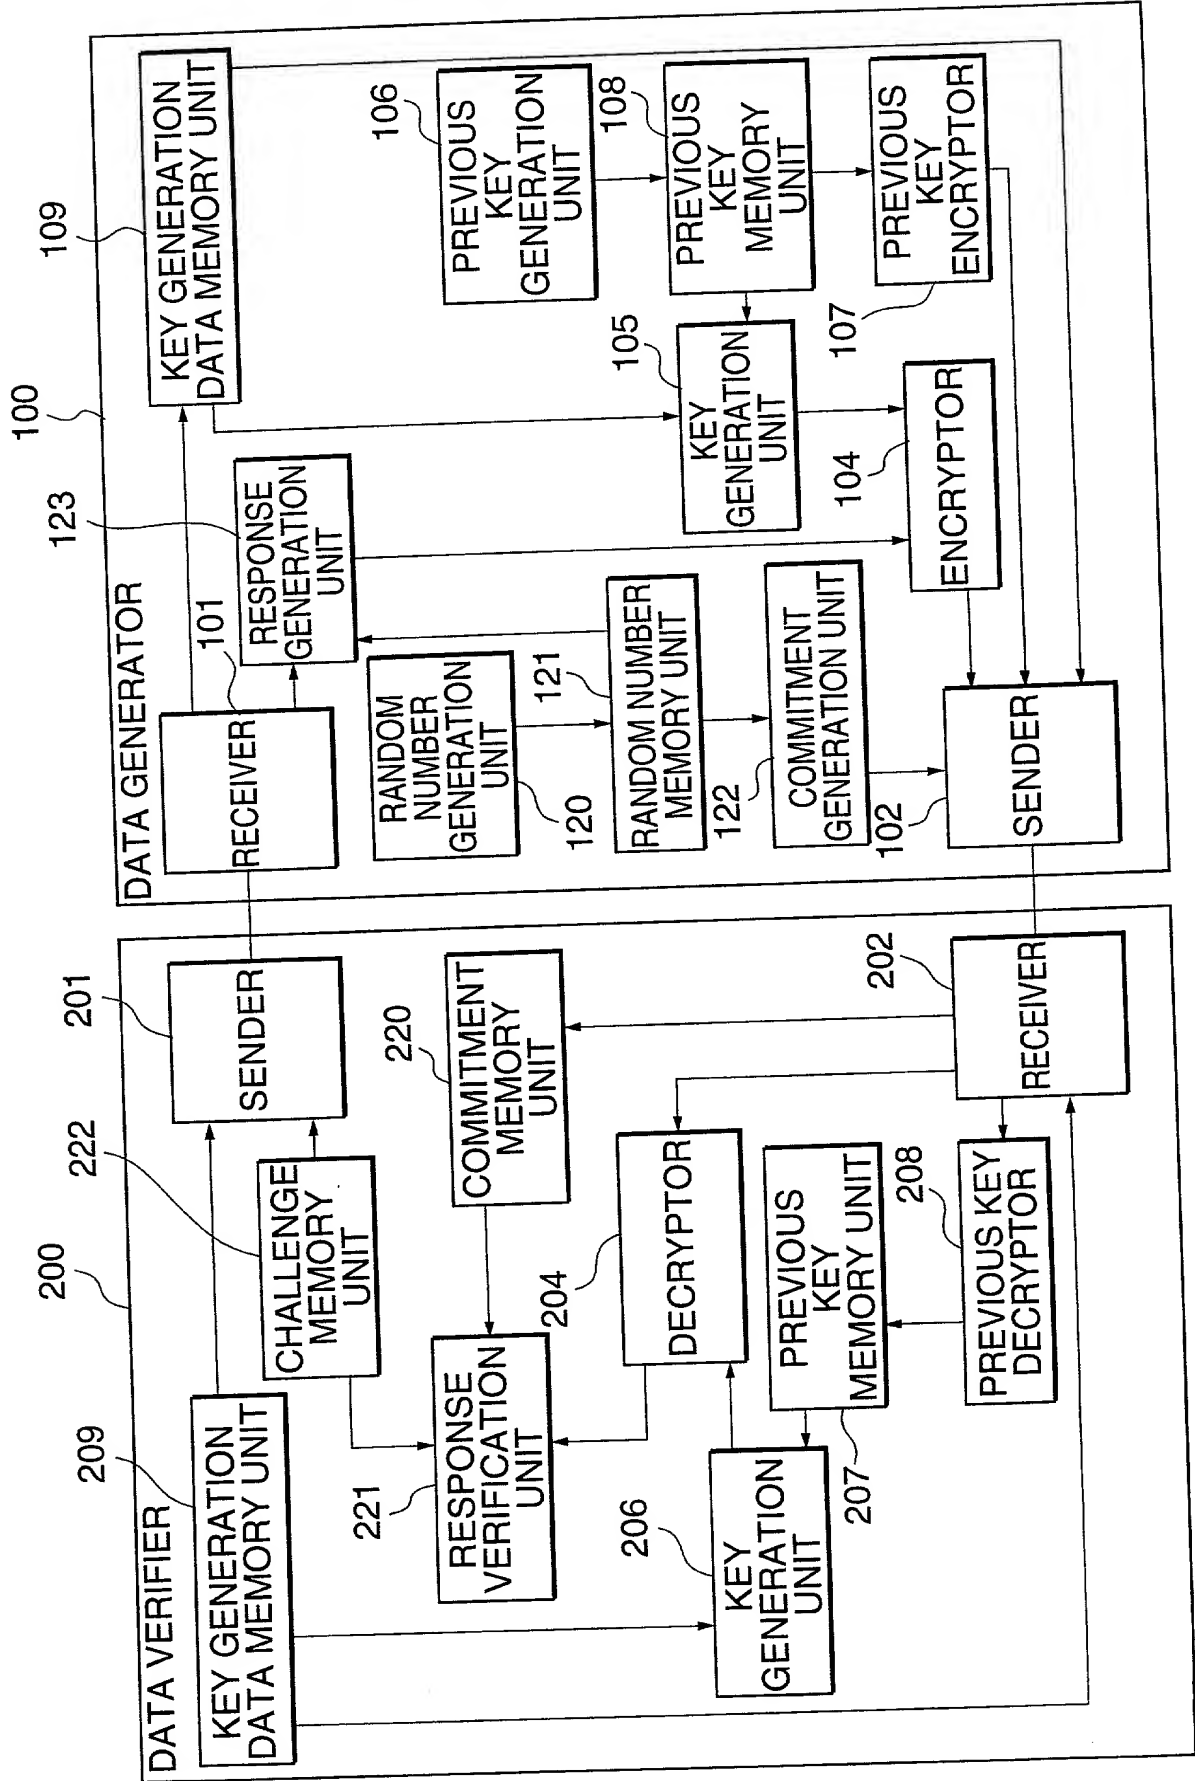 DATA VERIFIER
200
209
KEY GENERATION
DATA MEMORY UNIT
222
CHALLENGE
MEMORY
UNIT
201
SENDER
221
RESPONSE
VERIFICATION
UNIT
220
COMMITMENT
MEMORY
UNIT
204
DECRYPTOR
206
KEY
GENERATION
UNIT
207
PREVIOUS
KEY
MEMORY UNIT
208
PREVIOUS KEY
DECRYPTOR
202
RECEIVER
DATA GENERATOR
100
101
RECEIVER
123
RESPONSE
GENERATION
UNIT
109
KEY GENERATION
DATA MEMORY UNIT
120
RANDOM
NUMBER
GENERATION
UNIT
121
RANDOM NUMBER
MEMORY UNIT
122
COMMITMENT
GENERATION UNIT
102
SENDER
104
ENCRYPTOR
105
KEY
GENERATION
UNIT
106
PREVIOUS
KEY
GENERATION
UNIT
108
PREVIOUS
KEY
MEMORY
UNIT
107
PREVIOUS
KEY
ENCRYPTOR